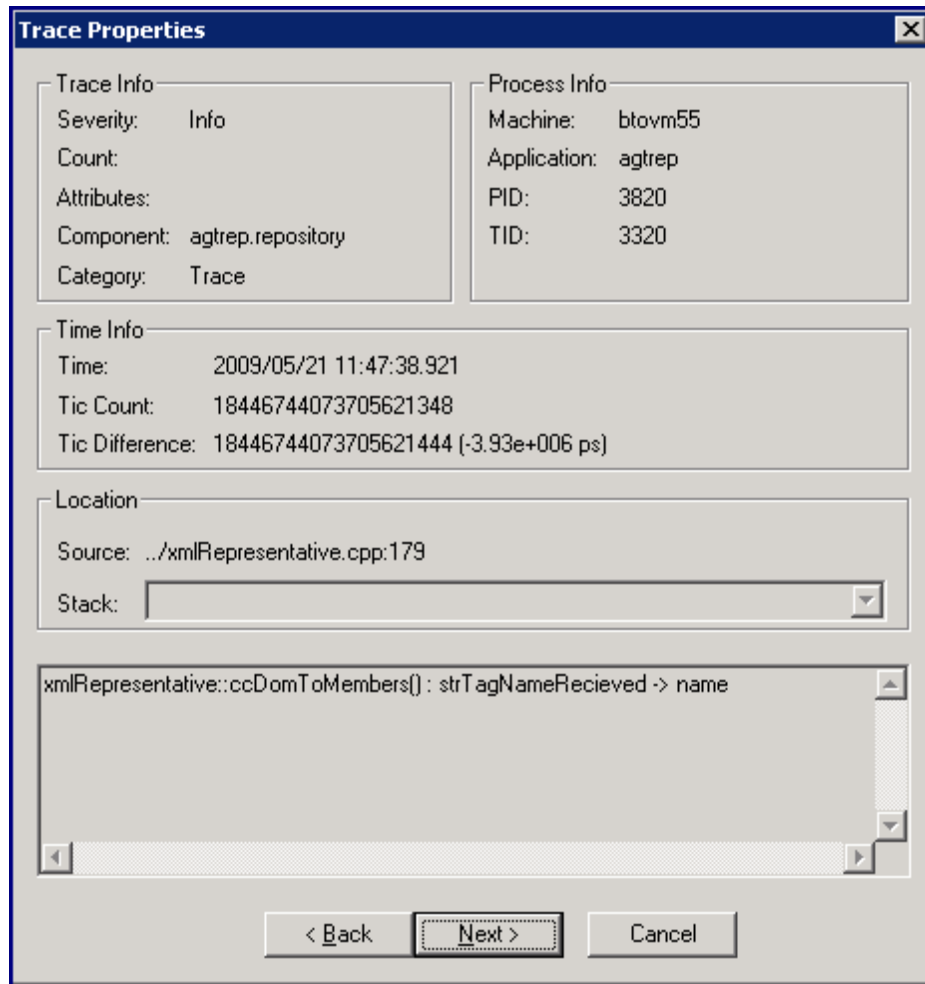 Trace Properties
Trace Info
Severity: Info
Count:
Attributes:
Component: agtrep.repository
Category: Trace
Process Info
Machine: btovm55
Application: agtrep
PID: 3820
TID: 3320
Time Info
Time: 2009/05/21 11:47:38.921
Tic Count: 18446744073705621348
Tic Difference: 18446744073705621444 (-3.93e+006 ps)
Location
Source: ../xmlRepresentative.cpp:179
Stack:
xmlRepresentative::ccDomToMembers() : strTagNameRecieved -> name
< Back
Next >
Cancel